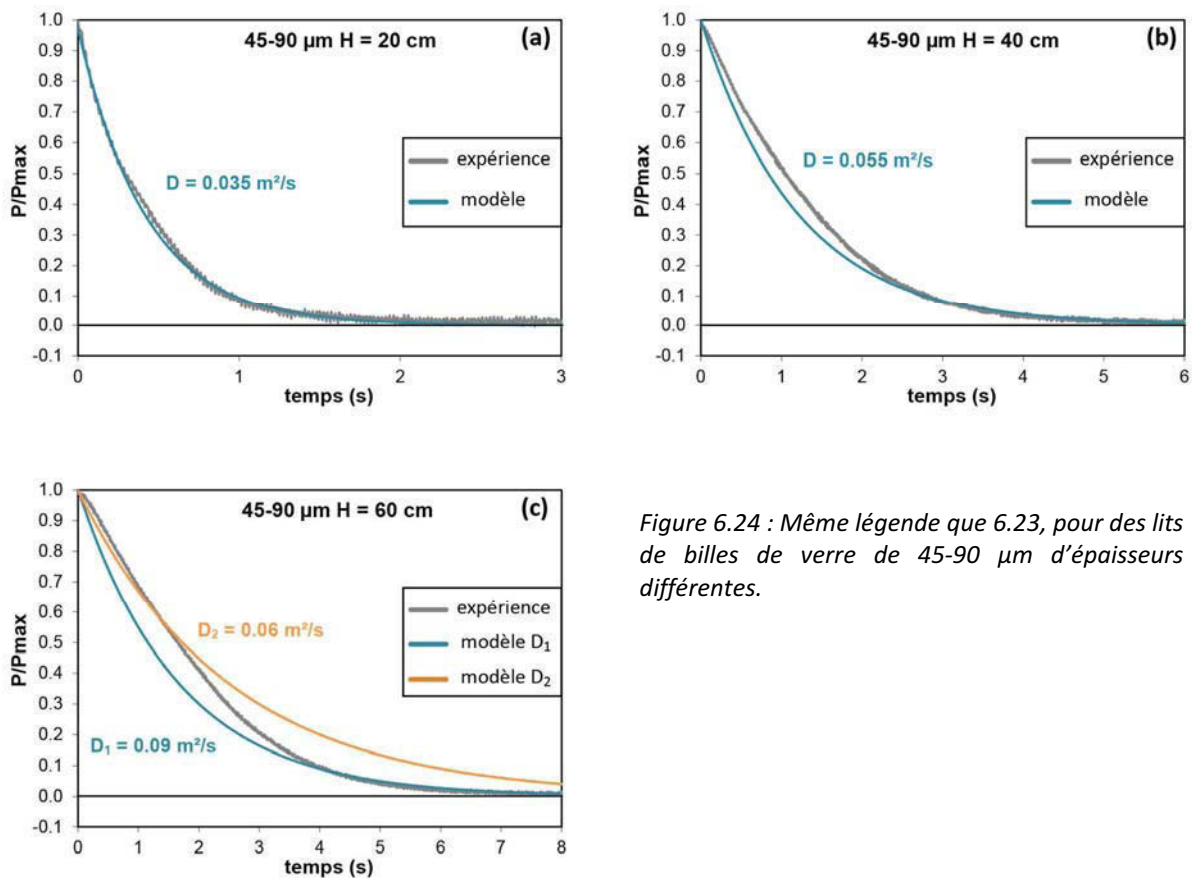 45-90 µm H = 20 cm
(a)
P/Pmax
1.0
0.9
0.8
0.7
0.6
0.5
0.4
0.3
0.2
0.1
0.0
-0.1
D = 0.035 m²/s
expérience
modèle
0
1
2
3
temps (s)
45-90 µm H = 40 cm
(b)
P/Pmax
1.0
0.9
0.8
0.7
0.6
0.5
0.4
0.3
0.2
0.1
0.0
-0.1
D = 0.055 m²/s
expérience
modèle
0
1
2
3
4
5
6
temps (s)
45-90 µm H = 60 cm
(c)
P/Pmax
1.0
0.9
0.8
0.7
0.6
0.5
0.4
0.3
0.2
0.1
0.0
-0.1
D₂ = 0.06 m²/s
D₁ = 0.09 m²/s
expérience
modèle D₁
modèle D₂
0
1
2
3
4
5
6
7
8
temps (s)
Figure 6.24 : Même légende que 6.23, pour des lits
de billes de verre de 45-90 µm d’épaisseurs
différentes.